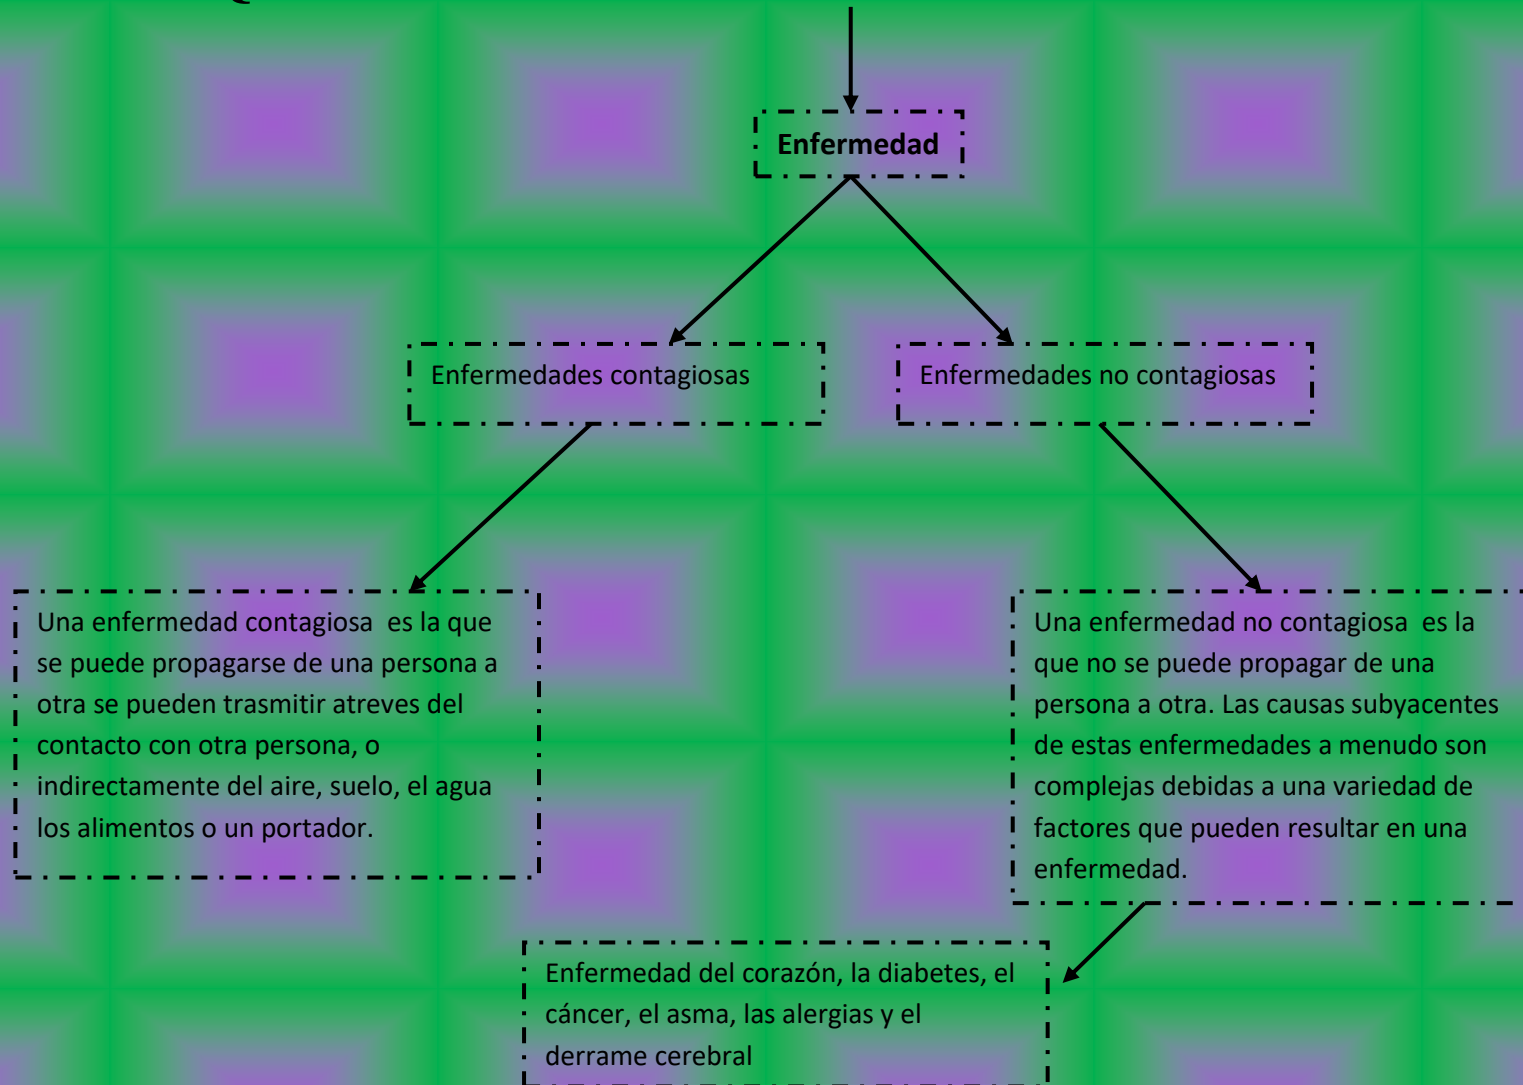 Enfermedad
Enfermedades contagiosas
Enfermedades no contagiosas
Una enfermedad contagiosa  es la que
se puede propagarse de una persona a
otra se pueden trasmitir atreves del
contacto con otra persona, o
indirectamente del aire, suelo, el agua
los alimentos o un portador.
Una enfermedad no contagiosa  es la
que no se puede propagar de una
persona a otra. Las causas subyacentes
de estas enfermedades a menudo son
complejas debidas a una variedad de
factores que pueden resultar en una
enfermedad.
Enfermedad del corazón, la diabetes, el
cáncer, el asma, las alergias y el
derrame cerebral